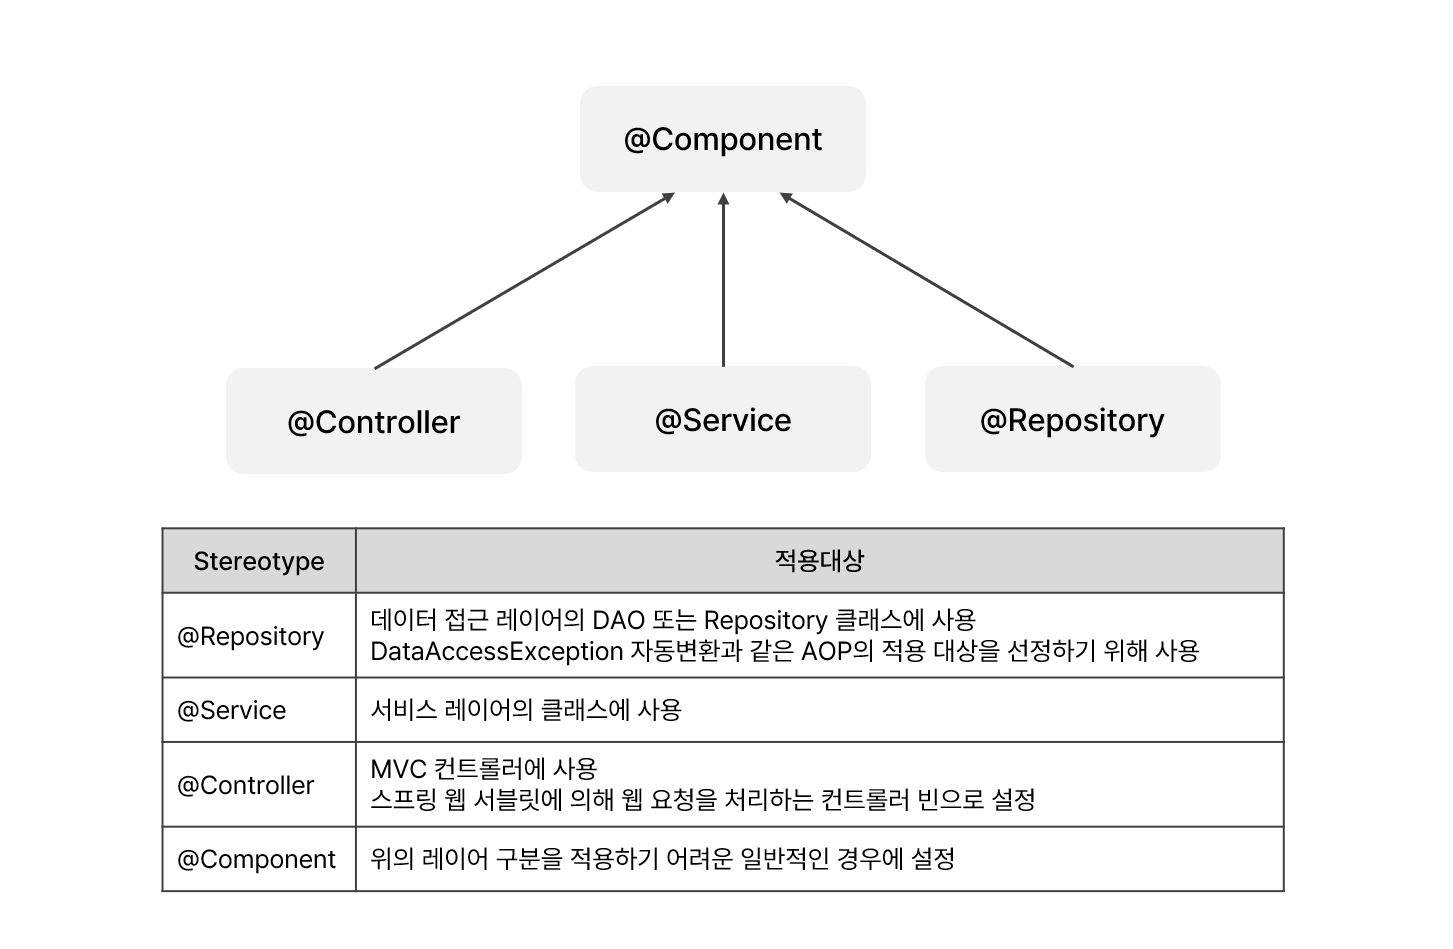 @Component
@Controller
@Service
@Repository
Stereotype
적용대상
@Repository
데이터 접근 레이어의 DAO 또는 Repository 클래스에 사용
DataAccessException 자동변환과 같은 AOP의 적용 대상을 선정하기 위해 사용
@Service
서비스 레이어의 클래스에 사용
@Controller
MVC 컨트롤러에 사용
스프링 웹 서블릿에 의해 웹 요청을 처리하는 컨트롤러 빈으로 설정
@Component
위의 레이어 구분을 적용하기 어려운 일반적인 경우에 설정